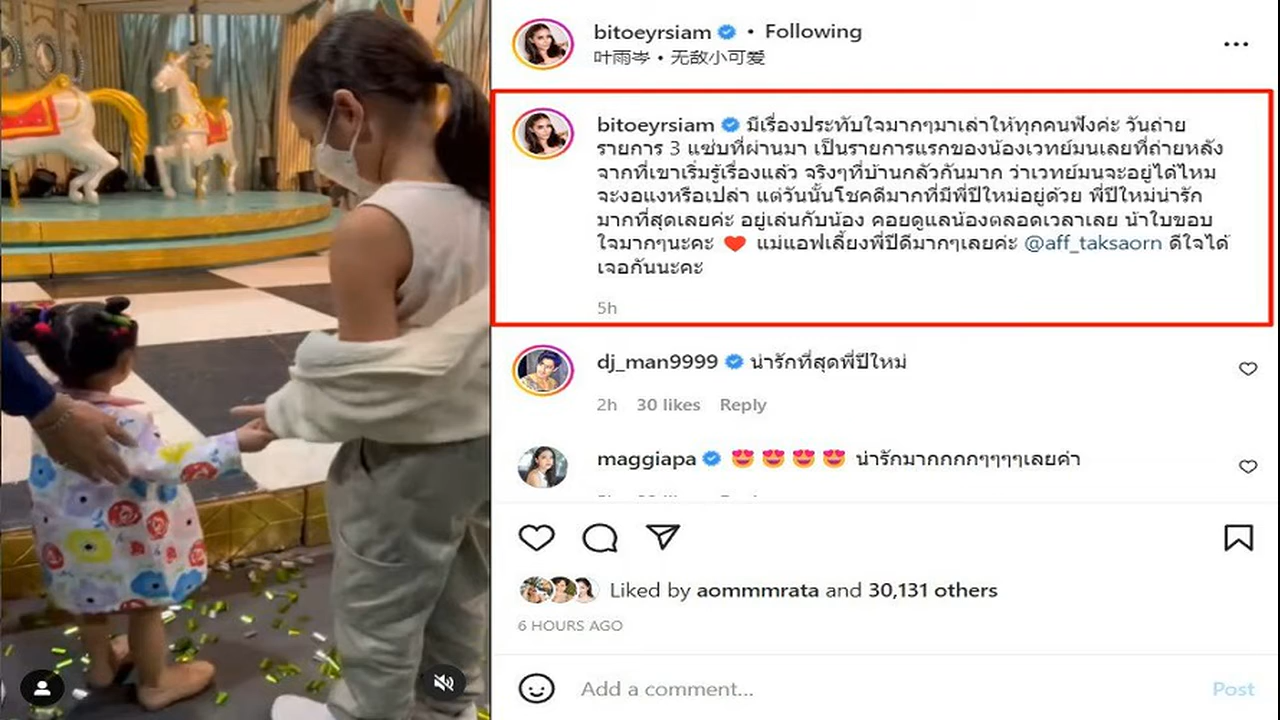 bitoeyrsiam • Following
叶雨岑 • 无敌小可爱
bitoeyrsiam มีเรื่องประทับใจมากๆมาเล่าให้ทุกคนฟังค่ะ วันถ่าย
รายการ 3 แซ่บที่ผ่านมา เป็นรายการแรกของน้องเวทย์มนเลยที่ถ่ายหลัง
จากที่เขาเริ่มรู้เรื่องแล้ว จริงๆที่บ้านกลัวกันมาก ว่าเวทย์มนจะอยู่ได้ไหม
จะงอแงหรือเปล่า แต่วันนั้นโชคดีมากที่มีพี่ปีใหม่อยู่ด้วย พี่ปีใหม่น่ารัก
มากที่สุดเลยค่ะ อยู่เล่นกับน้อง คอยดูแลน้องตลอดเวลาเลย น้าใบขอบ
ใจมากๆนะคะ ❤️ แม่แอฟเลี้ยงพี่ปีดีมากๆเลยค่ะ @aff_taksaorn ดีใจได้
เจอกันนะคะ
5h
dj_man9999 น่ารักที่สุดพี่ปีใหม่
2h 30 likes Reply
maggiapa 😍 😍 😍 😍 น่ารักมากกกกๆๆๆๆเลยค่า
Liked by aommmrata and 30,131 others
6 HOURS AGO
Add a comment... Post